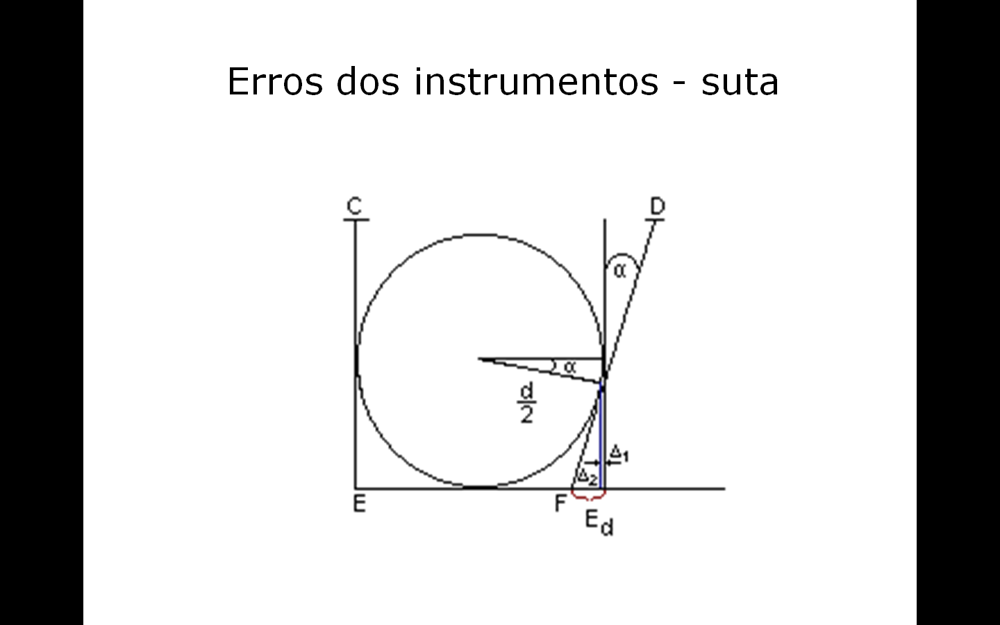 Erros dos instrumentos - suta
C
D
α
α
d
2
Δ1
Δ2
E
F
Ed